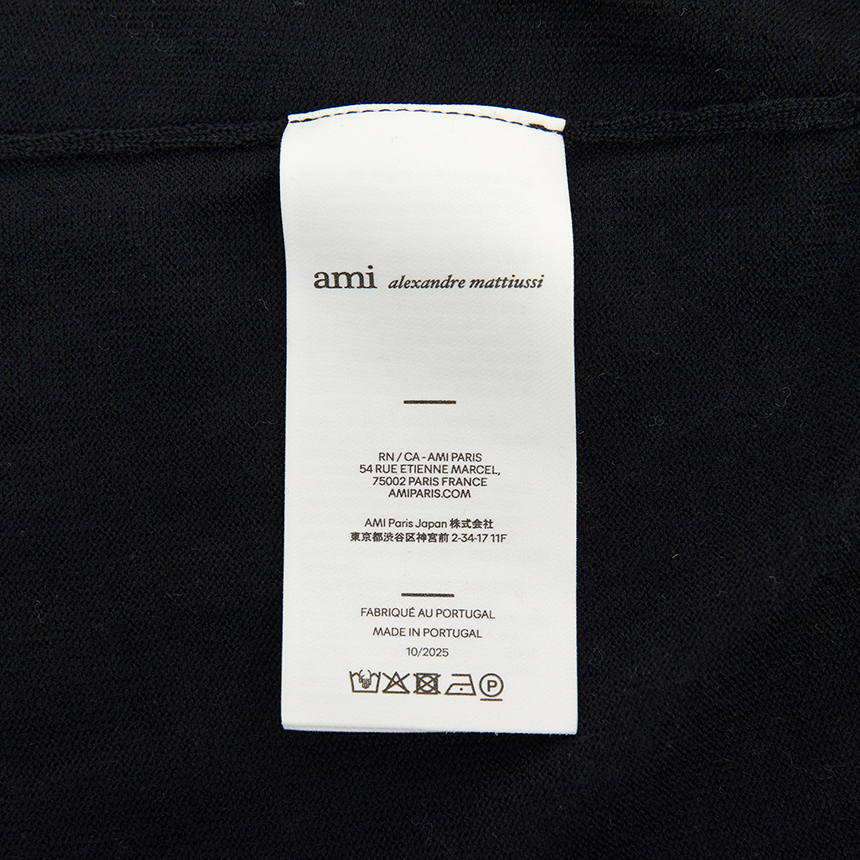 ami alexandre mattiussi
RN / CA - AMI PARIS
54 RUE ETIENNE MARCEL,
75002 PARIS FRANCE
AMIPARIS.COM
AMI Paris Japan 株式会社
東京都渋谷区神宮前 2-34-17 11F
FABRIQUÉ AU PORTUGAL
MADE IN PORTUGAL
10/2025
P